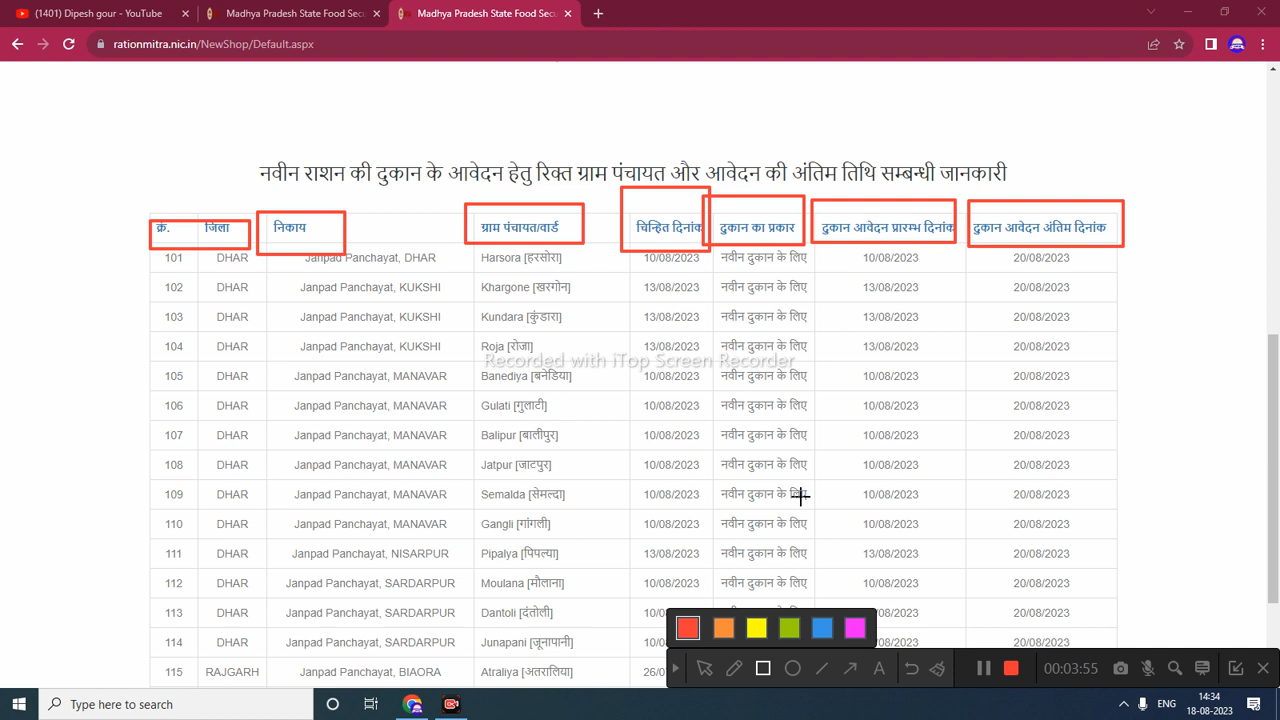 (1401) Dipesh gour - YouTube
Madhya Pradesh State Food Secu
Madhya Pradesh State Food Secu
rationmitra.nic.in/NewShop/Default.aspx
नवीन राशन की दुकान के आवेदन हेतु रिक्त ग्राम पंचायत और आवेदन की अंतिम तिथि सम्बन्धी जानकारी
क्रं. जिला निकाय ग्राम पंचायत/वार्ड चिन्हित दिनांक दुकान का प्रकार दुकान आवेदन प्रारम्भ दिनांक दुकान आवेदन अंतिम दिनांक
101 DHAR Janpad Panchayat, DHAR Harsora [हरसोरा] 10/08/2023 नवीन दुकान के लिए 10/08/2023 20/08/2023
102 DHAR Janpad Panchayat, KUKSHI Khargone [खरगोन] 13/08/2023 नवीन दुकान के लिए 13/08/2023 20/08/2023
103 DHAR Janpad Panchayat, KUKSHI Kundara [कुंडारा] 13/08/2023 नवीन दुकान के लिए 13/08/2023 20/08/2023
104 DHAR Janpad Panchayat, KUKSHI Roja [रोजा] 13/08/2023 नवीन दुकान के लिए 13/08/2023 20/08/2023
Recorded with iTop Screen Recorder
105 DHAR Janpad Panchayat, MANAVAR Banediya [बनेडिया] 10/08/2023 नवीन दुकान के लिए 10/08/2023 20/08/2023
106 DHAR Janpad Panchayat, MANAVAR Gulati [गुलाटी] 10/08/2023 नवीन दुकान के लिए 10/08/2023 20/08/2023
107 DHAR Janpad Panchayat, MANAVAR Balipur [बालीपुर] 10/08/2023 नवीन दुकान के लिए 10/08/2023 20/08/2023
108 DHAR Janpad Panchayat, MANAVAR Jatpur [जाटपुर] 10/08/2023 नवीन दुकान के लिए 10/08/2023 20/08/2023
109 DHAR Janpad Panchayat, MANAVAR Semalda [सेमल्दा] 10/08/2023 नवीन दुकान के लिए 10/08/2023 20/08/2023
110 DHAR Janpad Panchayat, MANAVAR Gangli [गांगली] 10/08/2023 नवीन दुकान के लिए 10/08/2023 20/08/2023
111 DHAR Janpad Panchayat, NISARPUR Pipalya [पिपल्या] 13/08/2023 नवीन दुकान के लिए 13/08/2023 20/08/2023
112 DHAR Janpad Panchayat, SARDARPUR Moulana [मौलाना] 10/08/2023 नवीन दुकान के लिए 10/08/2023 20/08/2023
113 DHAR Janpad Panchayat, SARDARPUR Dantoli [दंतोली] 10/0 08/2023 20/08/2023
114 DHAR Janpad Panchayat, SARDARPUR Junapani [जूनापानी] 10/0 08/2023 20/08/2023
115 RAJGARH Janpad Panchayat, BIAORA Atraliya [अतरालिया] 26/0
A 00:03:55
Type here to search
ENG
14:34
18-08-2023